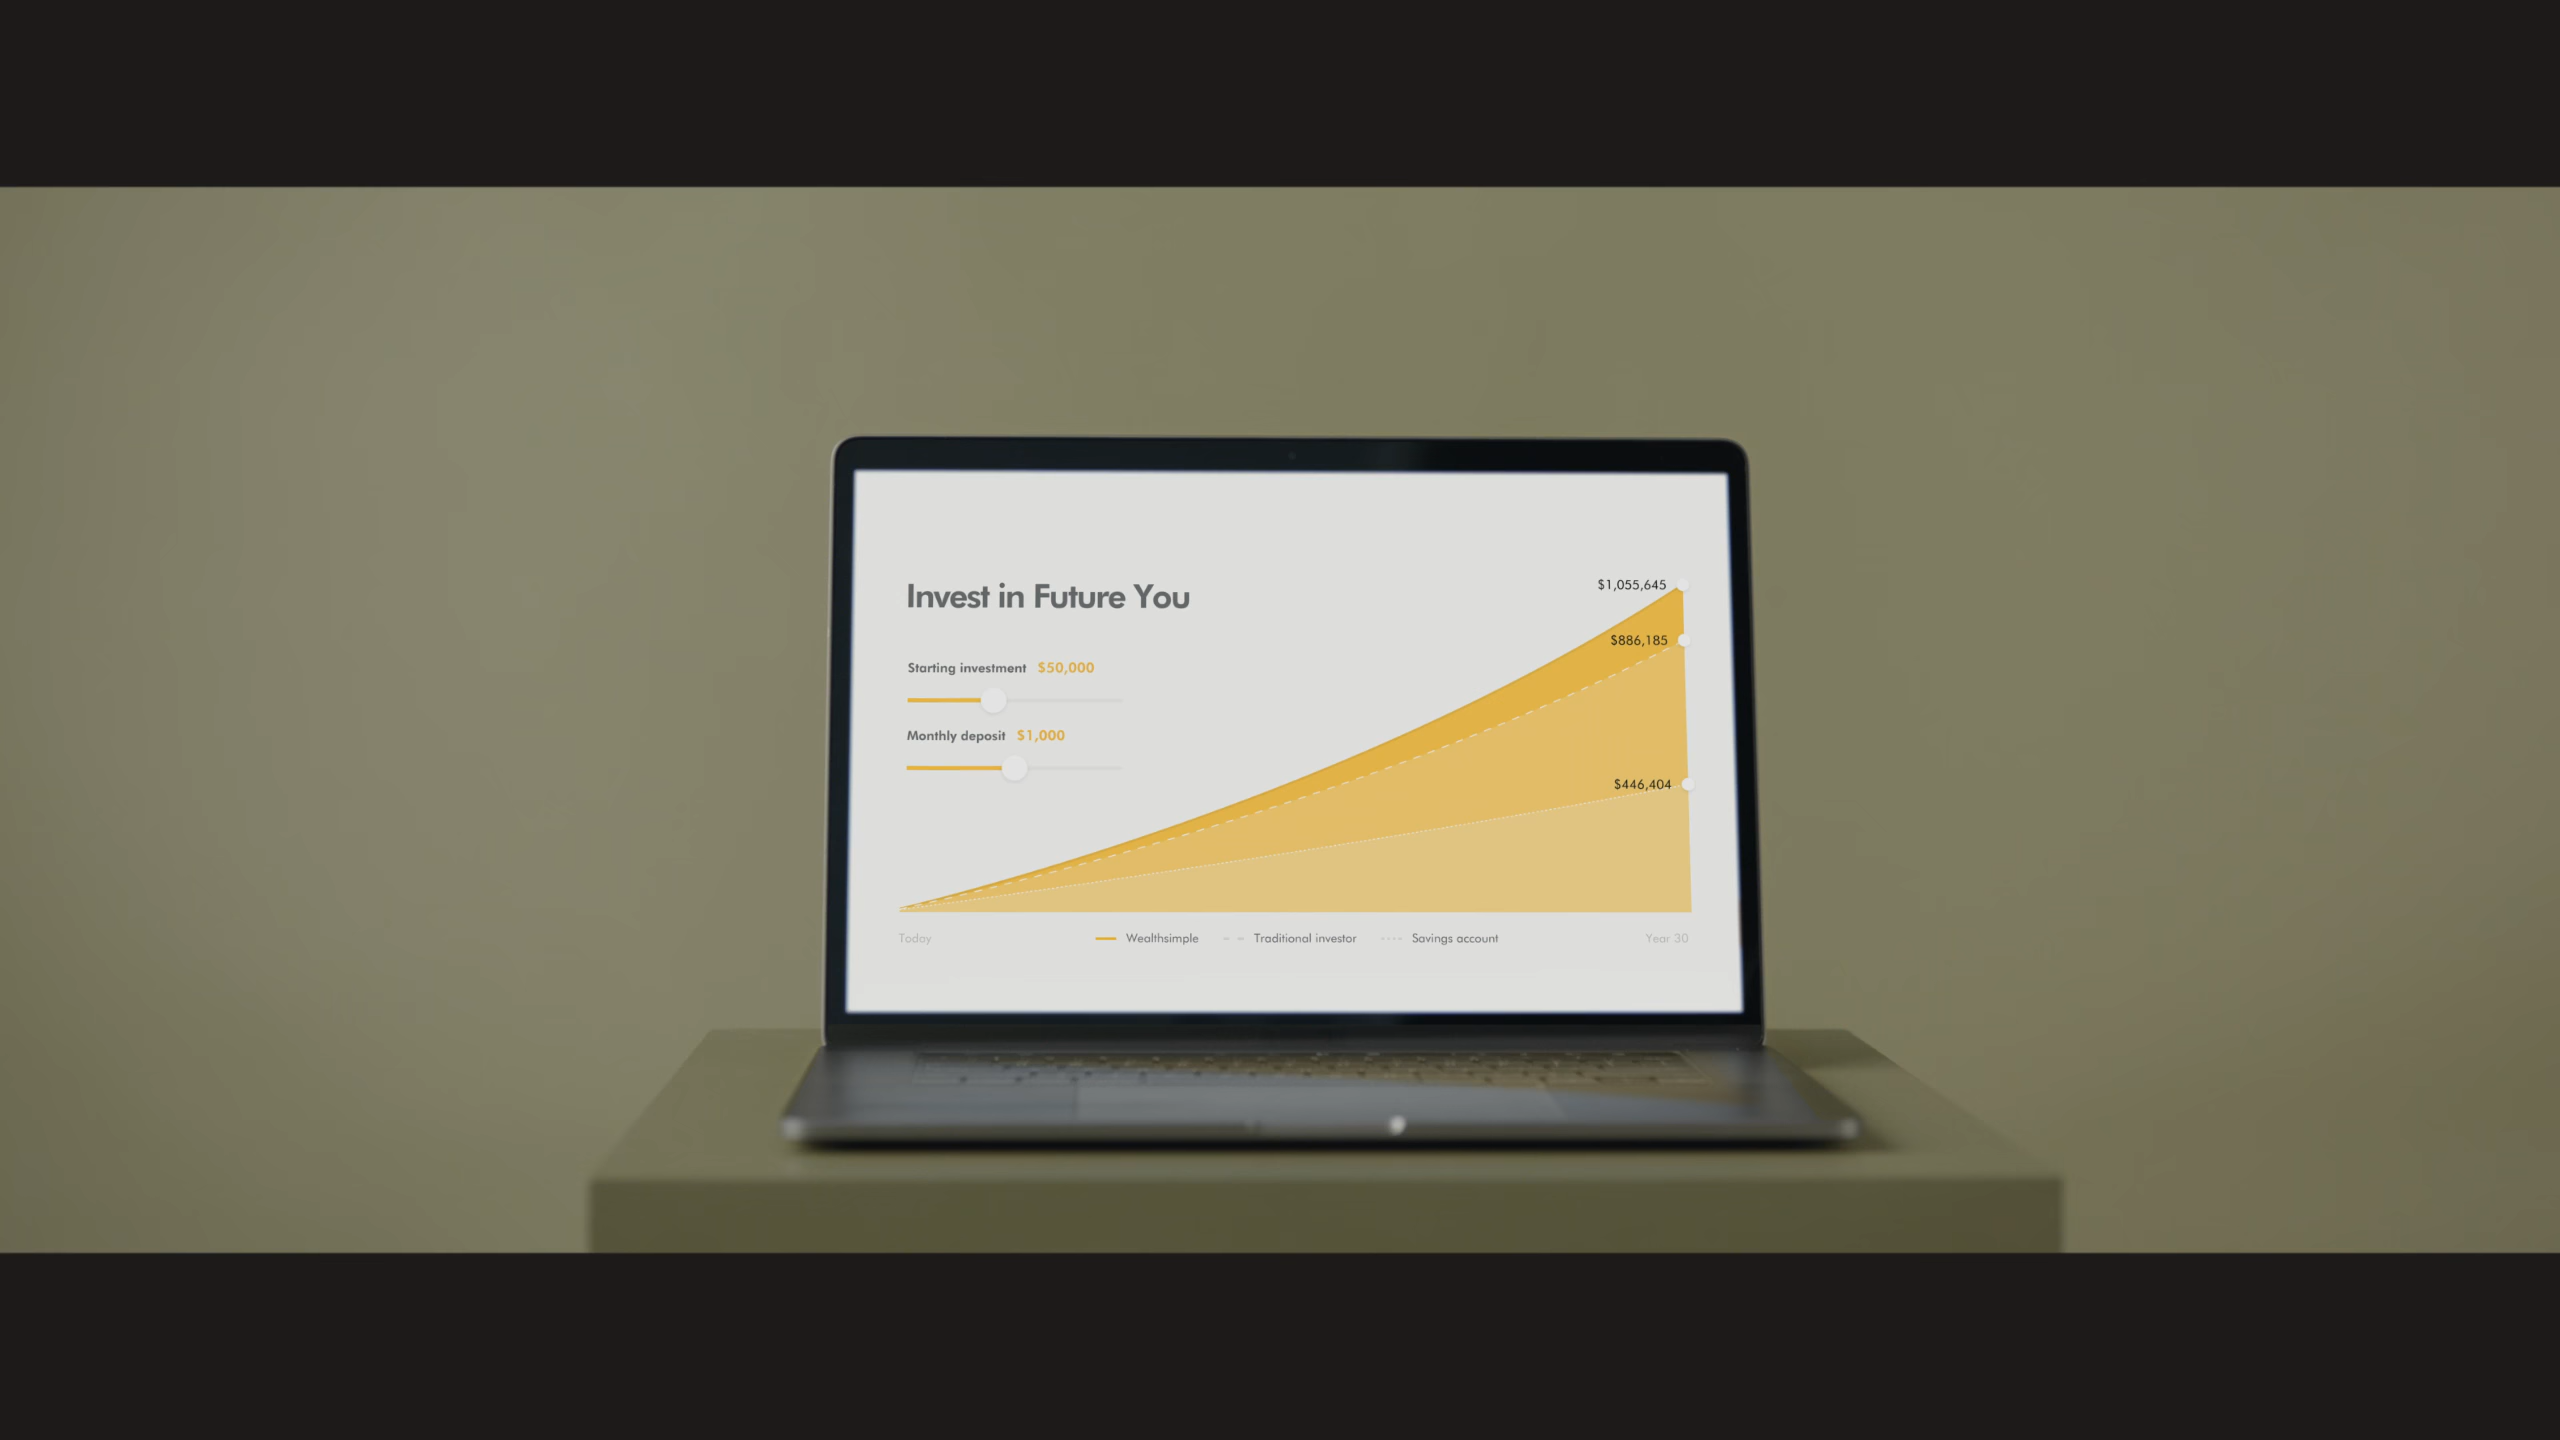 Invest in Future You
Starting investment $50,000
Monthly deposit $1,000
$1,055,645
$886,185
$446,404
Today
Wealthsimple
Traditional investor
Savings account
Year 30